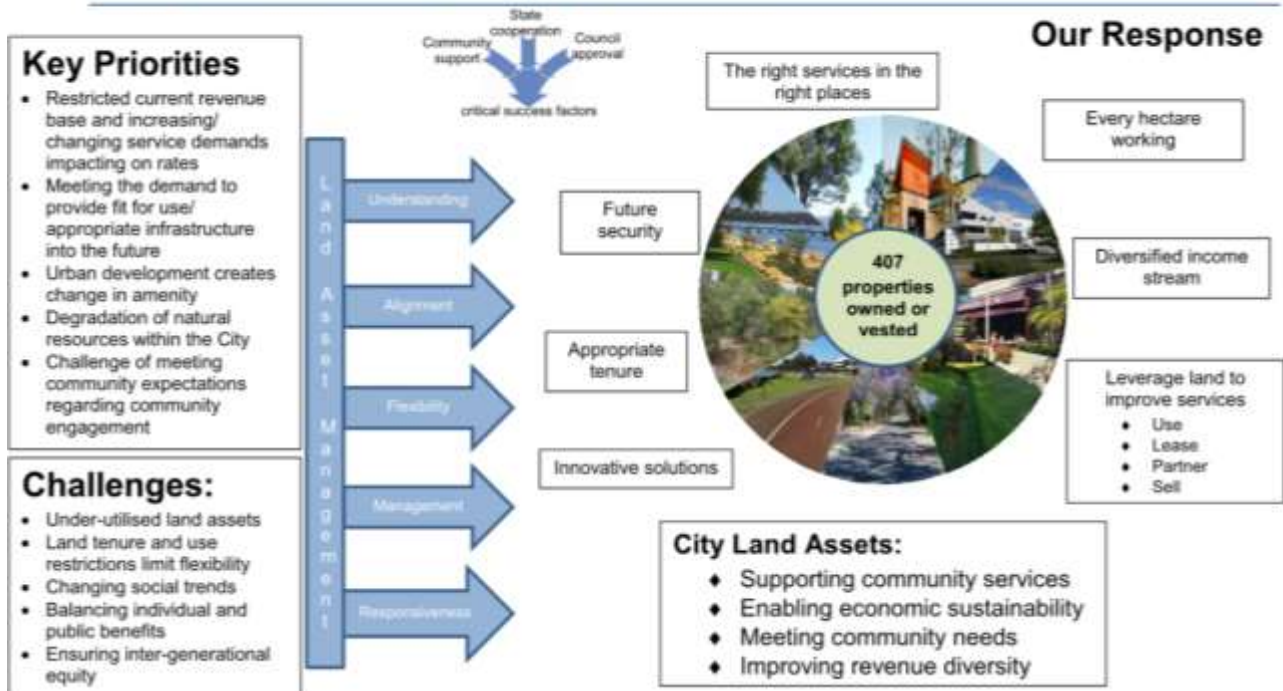 State
cooperation
Community
support
Council
approval
critical success factors
Our Response
Key Priorities
• Restricted current revenue
base and increasing/
changing service demands
impacting on rates
• Meeting the demand to
provide fit for use/
appropriate infrastructure
into the future
• Urban development creates
change in amenity
• Degradation of natural
resources within the City
• Challenge of meeting
community expectations
regarding community
engagement
Challenges:
• Under-utilised land assets
• Land tenure and use
restrictions limit flexibility
• Changing social trends
• Balancing individual and
public benefits
• Ensuring inter-generational
equity
Land Asset Management
Understanding
Alignment
Flexibility
Management
Responsiveness
The right services in the
right places
Future
security
Appropriate
tenure
Innovative solutions
407
properties
owned or
vested
Every hectare
working
Diversified income
stream
Leverage land to
improve services
♦ Use
♦ Lease
♦ Partner
♦ Sell
City Land Assets:
♦ Supporting community services
♦ Enabling economic sustainability
♦ Meeting community needs
♦ Improving revenue diversity